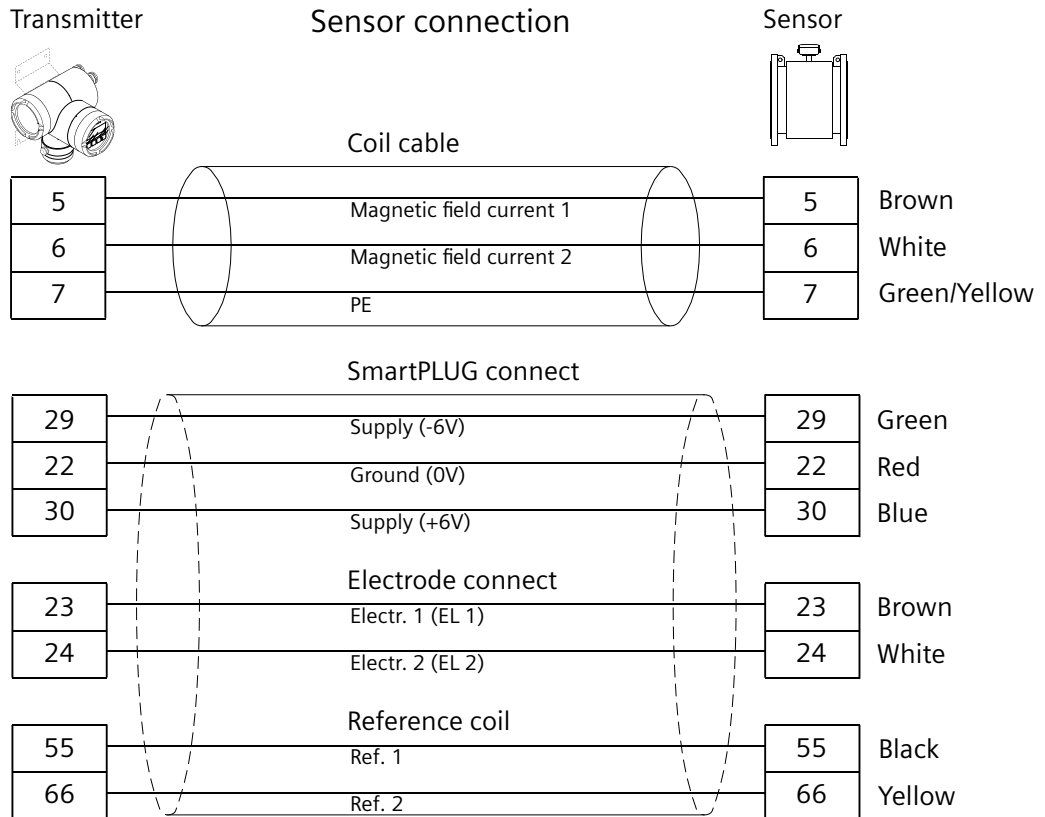 Transmitter Sensor connection Sensor
Coil cable
5 Magnetic field current 1 5 Brown
6 Magnetic field current 2 6 White
7 PE 7 Green/Yellow
SmartPLUG connect
29 Supply (-6V) 29 Green
22 Ground (0V) 22 Red
30 Supply (+6V) 30 Blue
Electrode connect
23 Electr. 1 (EL 1) 23 Brown
24 Electr. 2 (EL 2) 24 White
Reference coil
55 Ref. 1 55 Black
66 Ref. 2 66 Yellow